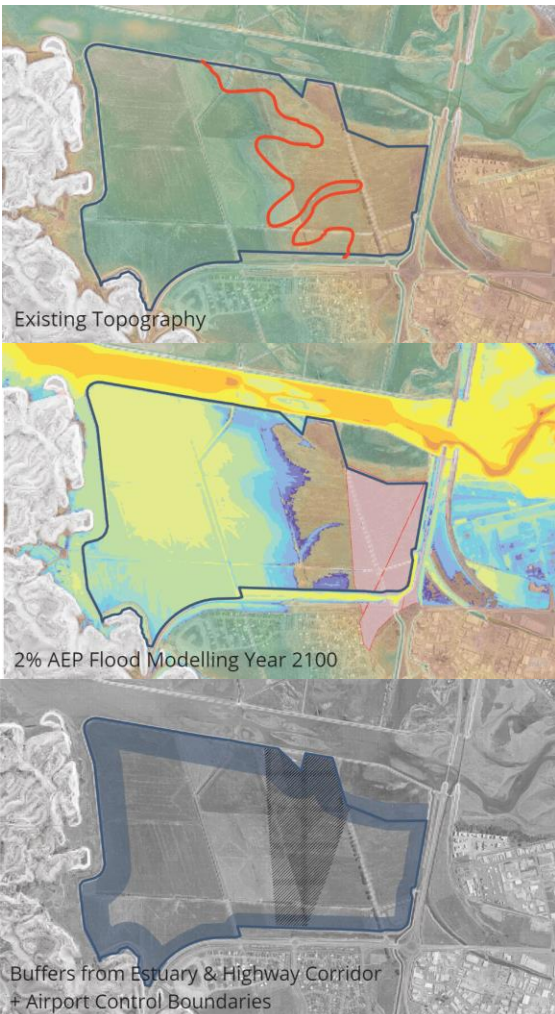 Existing Topography
2% AEP Flood Modelling Year 2100
Buffers from Estuary & Highway Corridor
+ Airport Control Boundaries